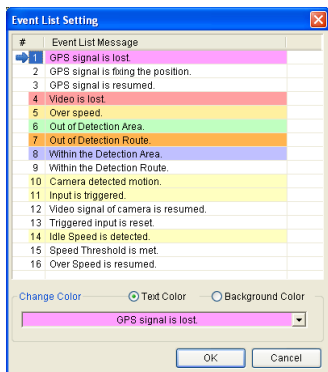 Event List Setting
# Event List Message
1 GPS signal is lost.
2 GPS signal is fixing the position.
3 GPS signal is resumed.
4 Video is lost.
5 Over speed.
6 Out of Detection Area.
7 Out of Detection Route.
8 Within the Detection Area.
9 Within the Detection Route.
10 Camera detected motion.
11 Input is triggered.
12 Video signal of camera is resumed.
13 Triggered input is reset.
14 Idle Speed is detected.
15 Speed Threshold is met.
16 Over Speed is resumed.
Change Color Text Color Background Color
GPS signal is lost.
OK Cancel